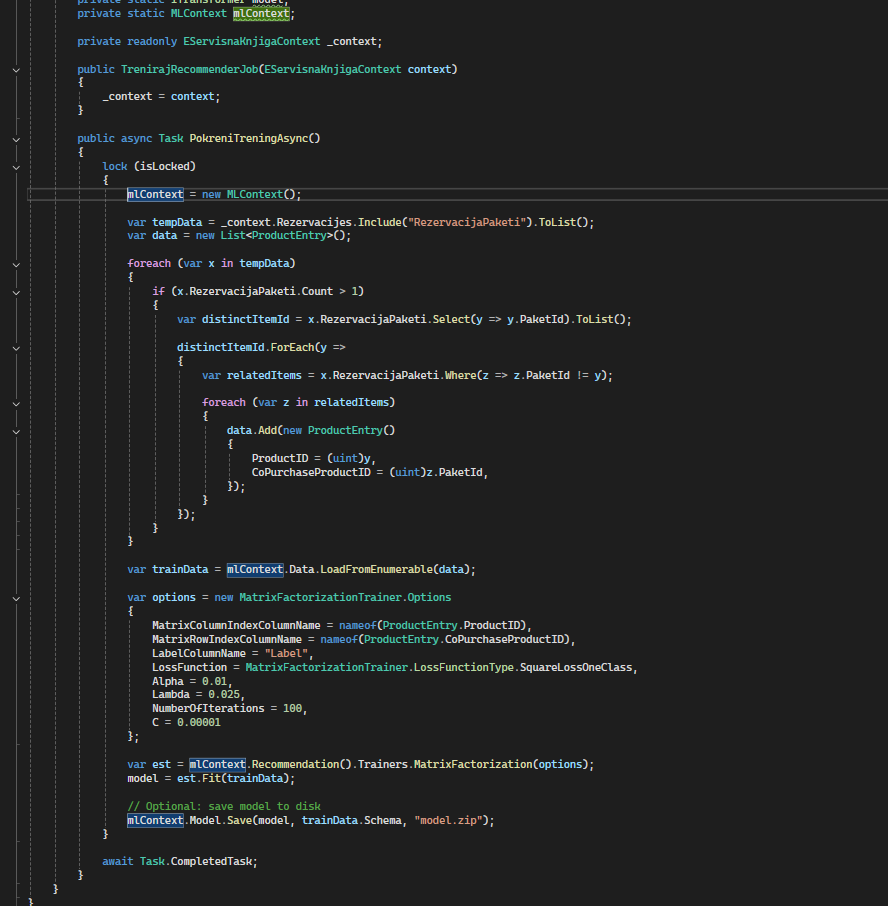 private static ITransformer model;
private static MLContext mlContext;
private readonly EServisnaKnjigaContext _context;
public TrenirajRecommenderJob(EServisnaKnjigaContext context)
{
_context = context;
}
public async Task PokreniTreningAsync()
{
lock (isLocked)
{
mlContext = new MLContext();
var tempData = _context.Rezervacijes.Include("RezervacijaPaketi").ToList();
var data = new List<ProductEntry>();
foreach (var x in tempData)
{
if (x.RezervacijaPaketi.Count > 1)
{
var distinctItemId = x.RezervacijaPaketi.Select(y => y.PaketId).ToList();
distinctItemId.ForEach(y =>
{
var relatedItems = x.RezervacijaPaketi.Where(z => z.PaketId != y);
foreach (var z in relatedItems)
{
data.Add(new ProductEntry()
{
ProductID = (uint)y,
CoPurchaseProductID = (uint)z.PaketId,
});
}
});
}
}
var trainData = mlContext.Data.LoadFromEnumerable(data);
var options = new MatrixFactorizationTrainer.Options
{
MatrixColumnIndexColumnName = nameof(ProductEntry.ProductID),
MatrixRowIndexColumnName = nameof(ProductEntry.CoPurchaseProductID),
LabelColumnName = "Label",
LossFunction = MatrixFactorizationTrainer.LossFunctionType.SquareLossOneClass,
Alpha = 0.01,
Lambda = 0.025,
NumberOfIterations = 100,
C = 0.00001
};
var est = mlContext.Recommendation().Trainers.MatrixFactorization(options);
model = est.Fit(trainData);
// Optional: save model to disk
mlContext.Model.Save(model, trainData.Schema, "model.zip");
}
await Task.CompletedTask;
}
}
}